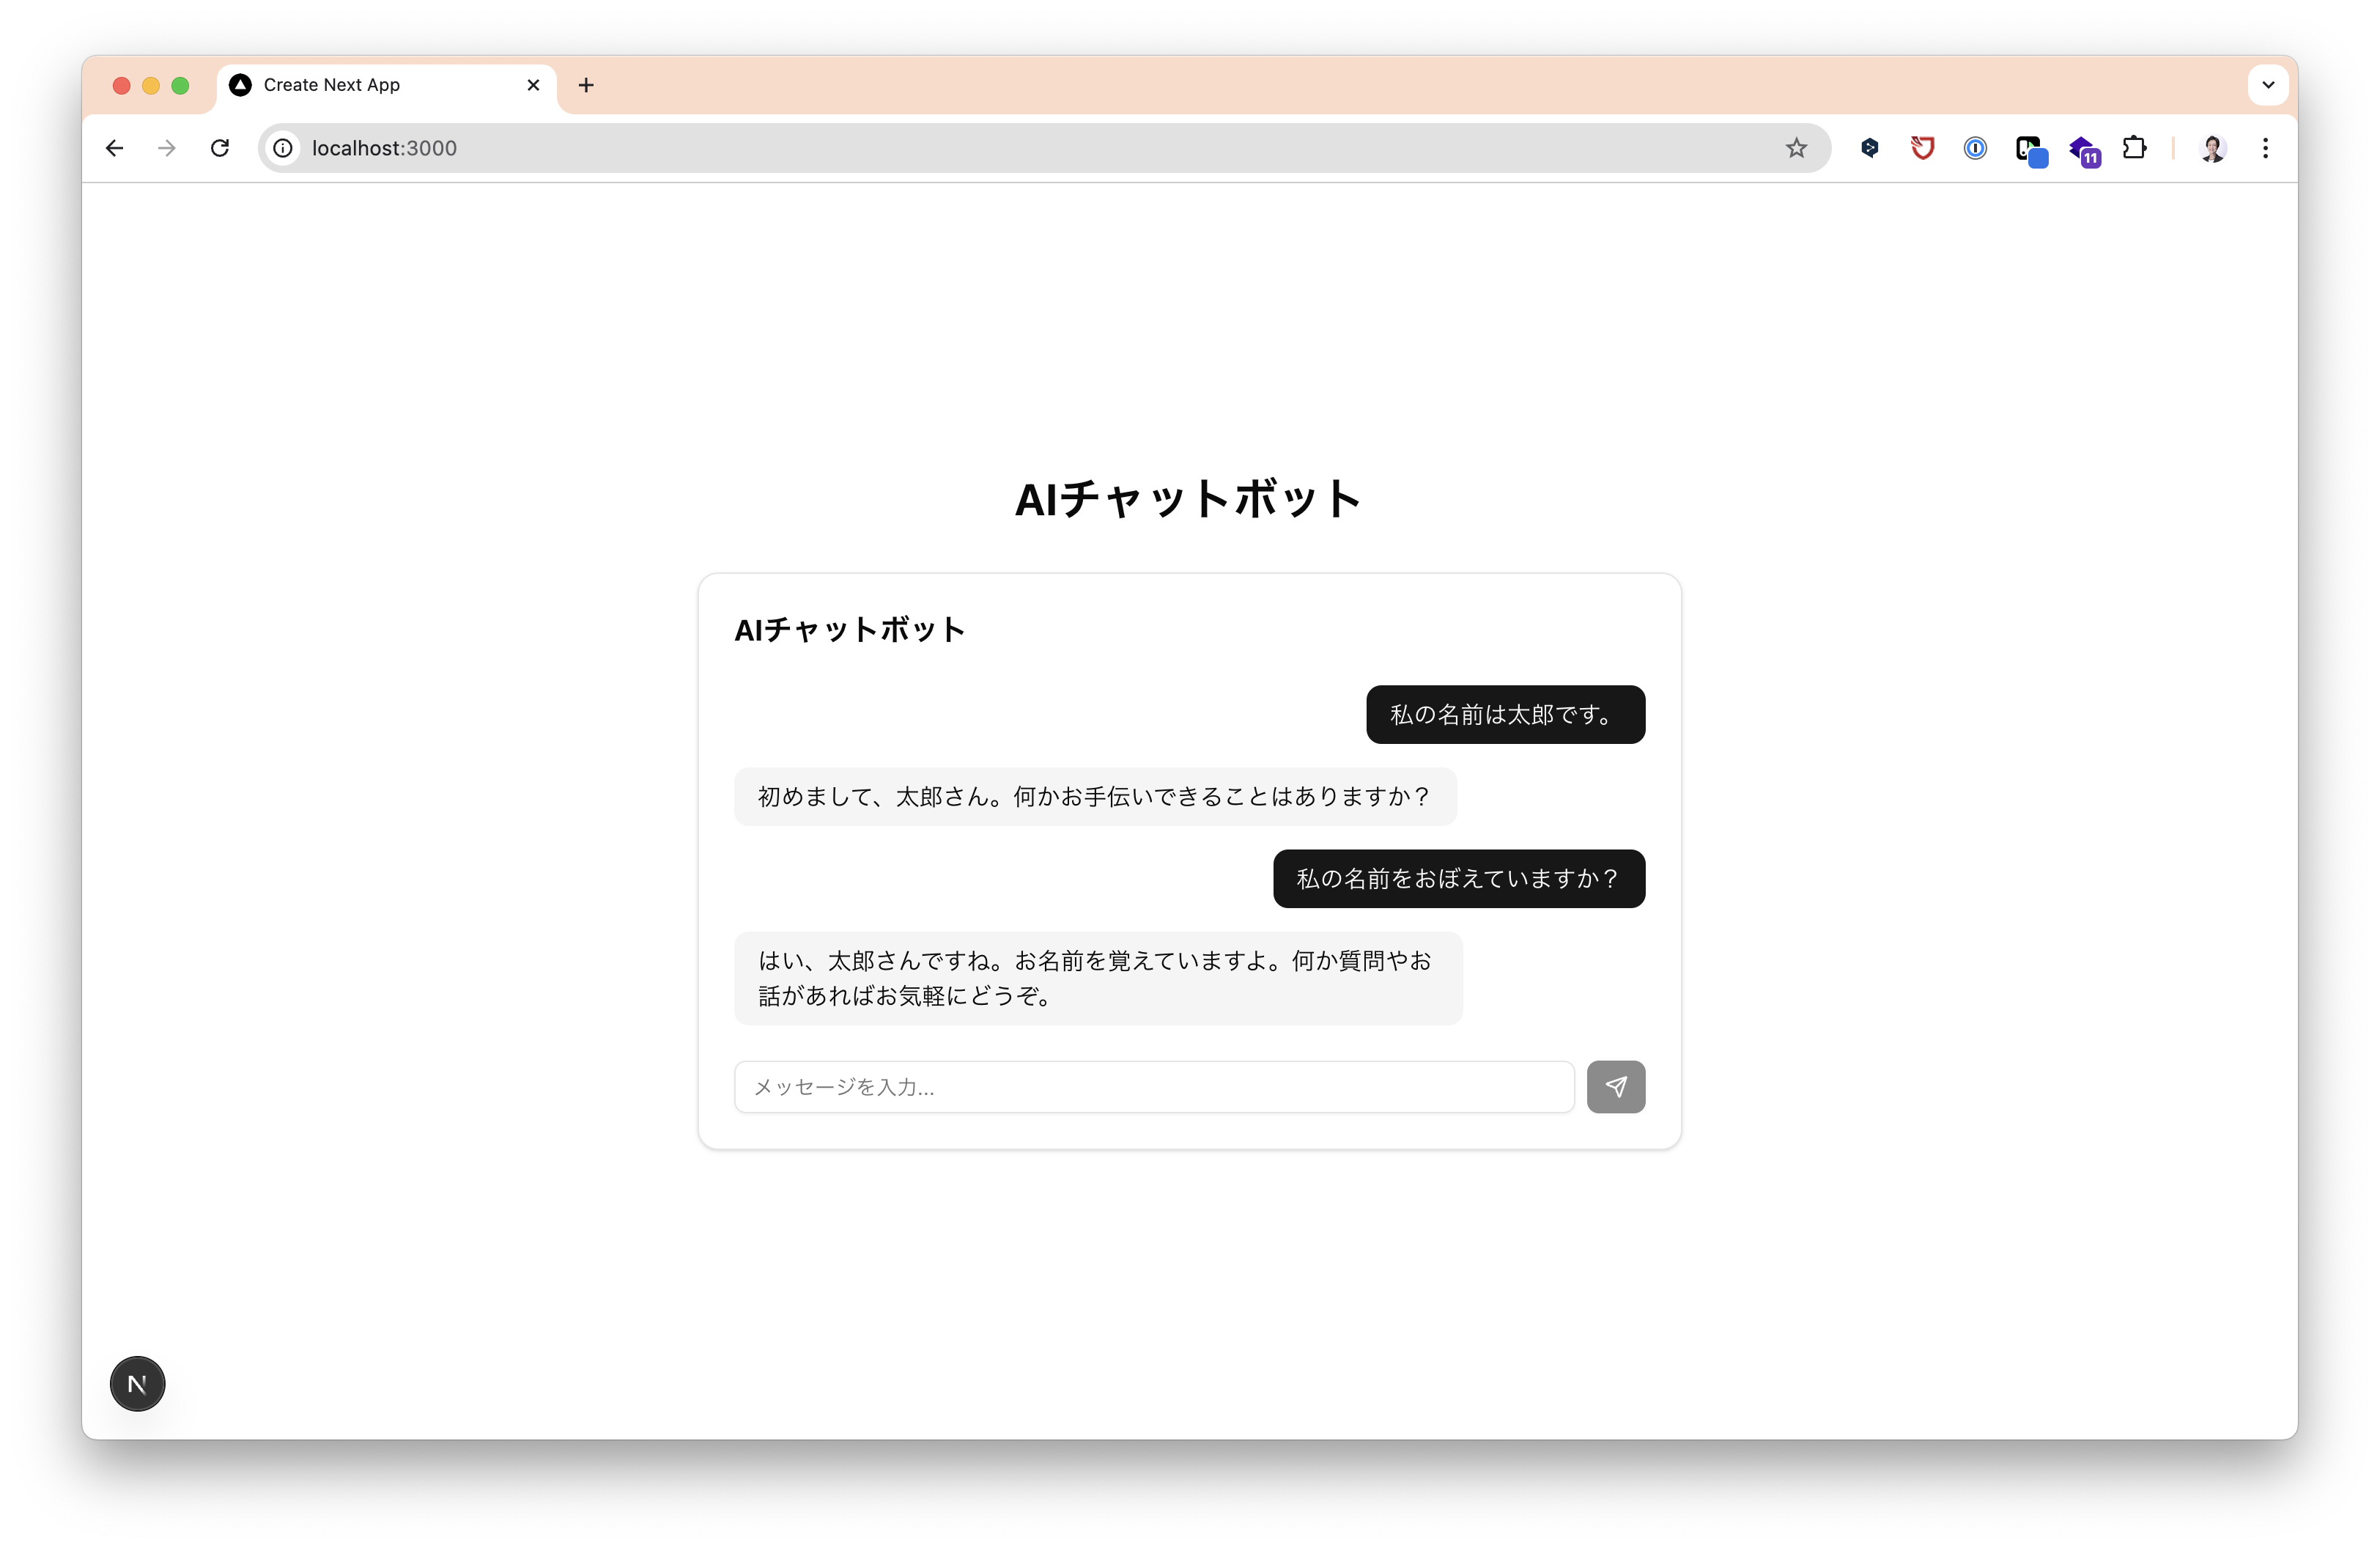 Create Next App
localhost:3000
11
AIチャットボット
AIチャットボット
私の名前は太郎です。
初めまして、太郎さん。何かお手伝いできることはありますか？
私の名前をおぼえていますか？
はい、太郎さんですね。お名前を覚えていますよ。何か質問やお
話があればお気軽にどうぞ。
メッセージを入力...
N